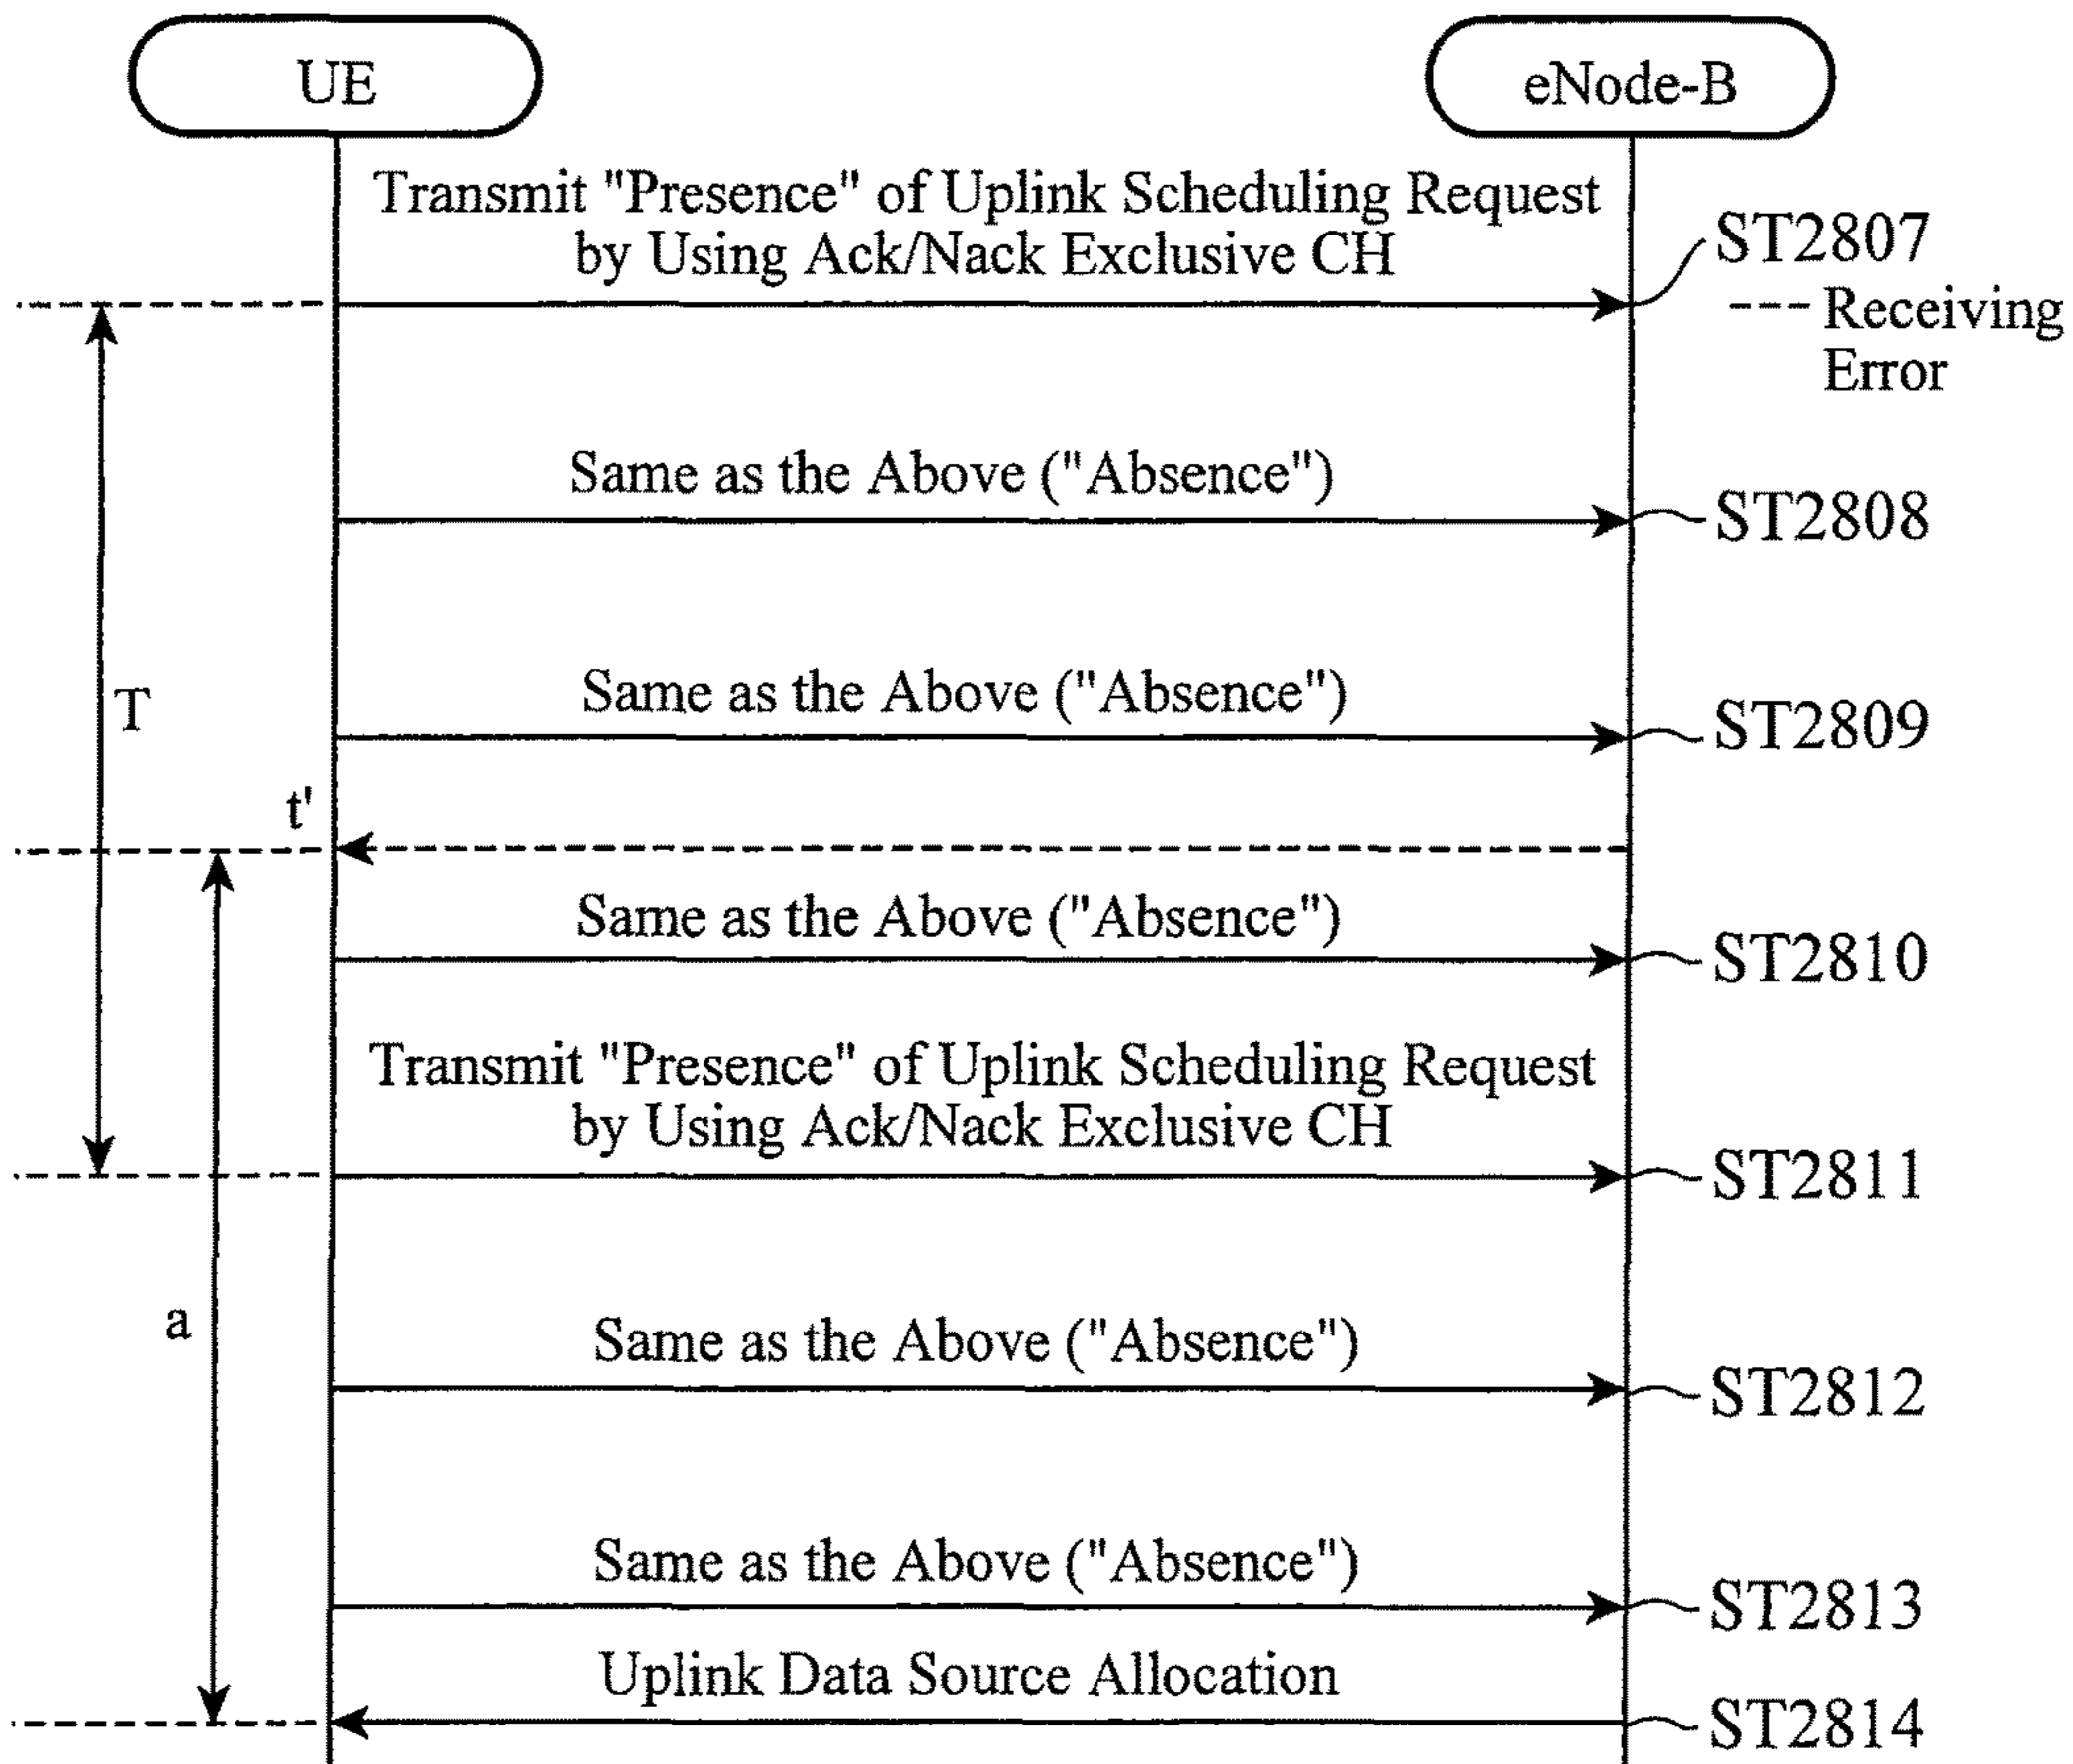 UE
eNode-B
Transmit "Presence" of Uplink Scheduling Request
by Using Ack/Nack Exclusive CH
ST2807
--- Receiving
Error
Same as the Above ("Absence")
ST2808
Same as the Above ("Absence")
ST2809
T
t'
Same as the Above ("Absence")
ST2810
Transmit "Presence" of Uplink Scheduling Request
by Using Ack/Nack Exclusive CH
ST2811
a
Same as the Above ("Absence")
ST2812
Same as the Above ("Absence")
ST2813
Uplink Data Source Allocation
ST2814